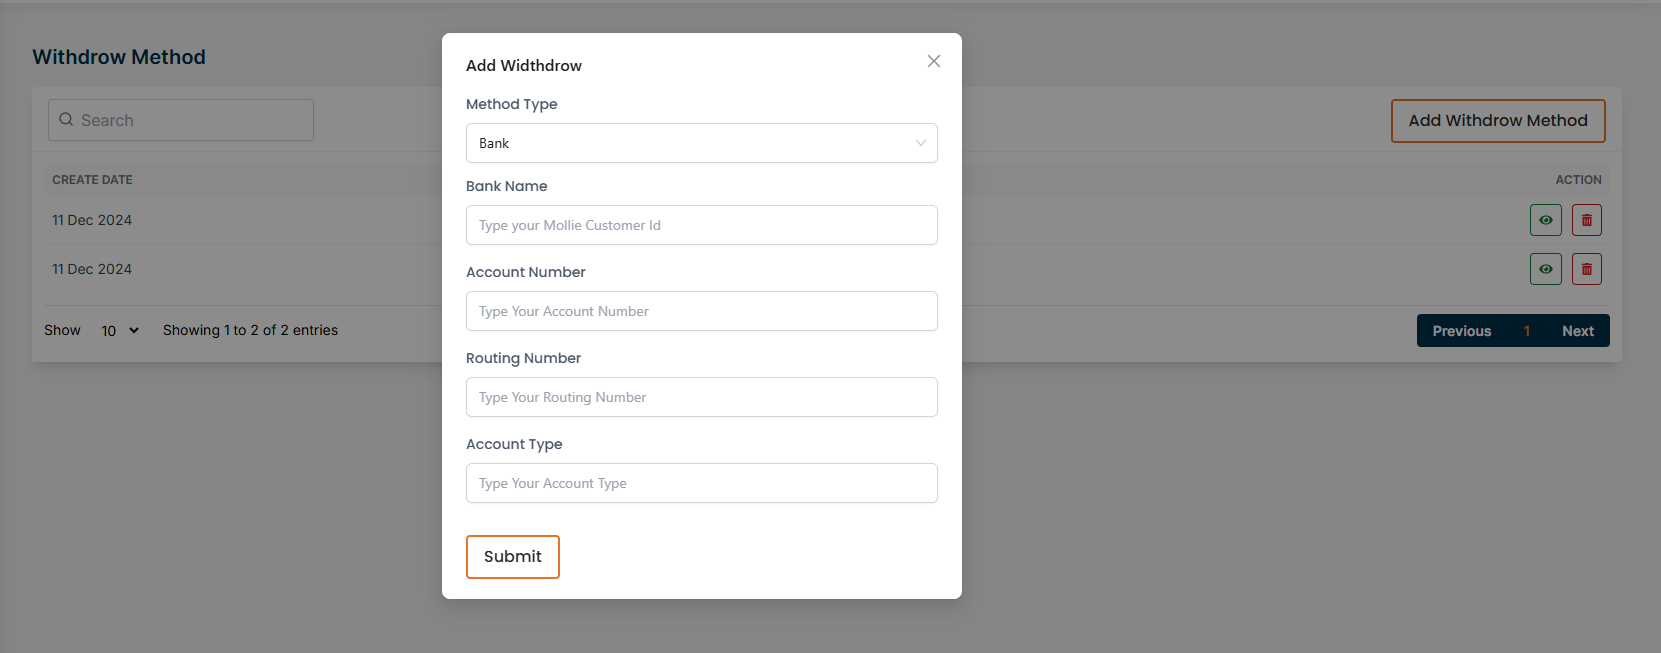 Withdrow Method
Search
Add Withdrow Method
CREATE DATE
ACTION
11 Dec 2024
11 Dec 2024
Show 10 Showing 1 to 2 of 2 entries
Previous 1 Next
Add Widthdrow
Method Type
Bank
Bank Name
Type your Mollie Customer Id
Account Number
Type Your Account Number
Routing Number
Type Your Routing Number
Account Type
Type Your Account Type
Submit